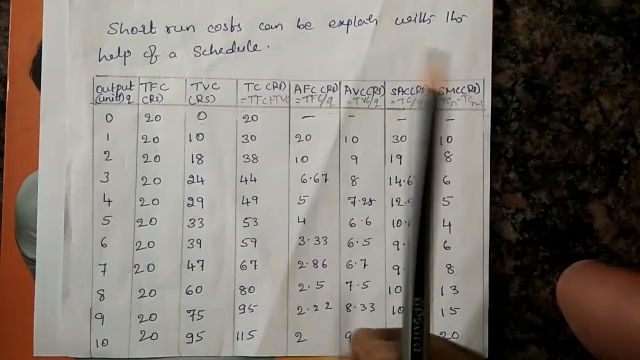 Short run costs can be explain with the
help of a Schedule.
output (units) q TFC (RS) TVC (RS) TC (RS) =TFC+TVC AFC (RS) =TFC/q AVC (RS) =TVC/q SAC(RS) =TC/q SMC(RS)
0 20 0 20 — — — —
1 20 10 30 20 10 30 10
2 20 18 38 10 9 19 8
3 20 24 44 6.67 8 6
4 20 29 49 5 7.25 5
5 20 33 53 4 6.6 4
6 20 39 59 3.33 6.5 6
7 20 47 67 2.86 6.7 8
8 20 60 80 2.5 7.5 10 13
9 20 75 95 2.22 8.33 15
10 20 95 115 2 20